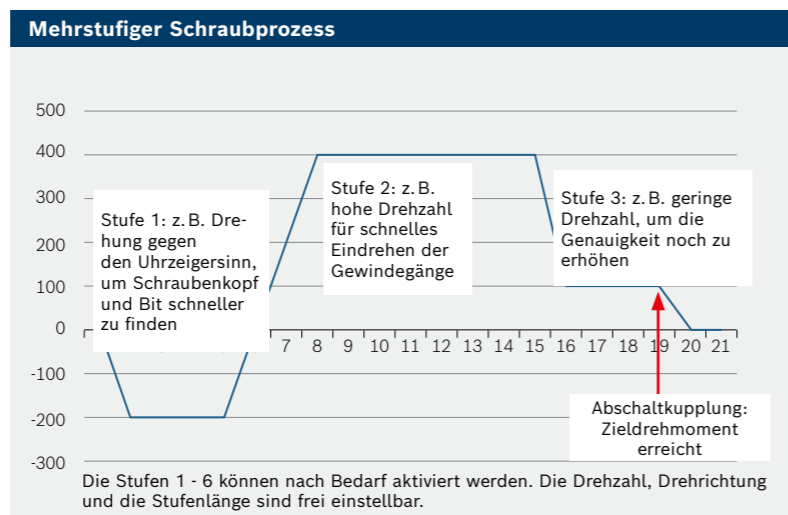 Mehrstufiger Schraubprozess
500
400
300
200
100
0
-100
-200
-300
Stufe 1: z. B. Dre-
hung gegen
den Uhrzeigersinn,
um Schraubenkopf
und Bit schneller
zu finden
Stufe 2: z. B.
hohe Drehzahl
für schnelles
Eindrehen der
Gewindegänge
Stufe 3: z. B. geringe
Drehzahl, um die
Genauigkeit noch zu
erhöhen
7 8 9 10 11 12 13 14 15 16 17 18 19 20 21
Abschaltkupplung:
Zieldrehmoment
erreicht
Die Stufen 1 - 6 können nach Bedarf aktiviert werden. Die Drehzahl, Drehrichtung
und die Stufenlänge sind frei einstellbar.